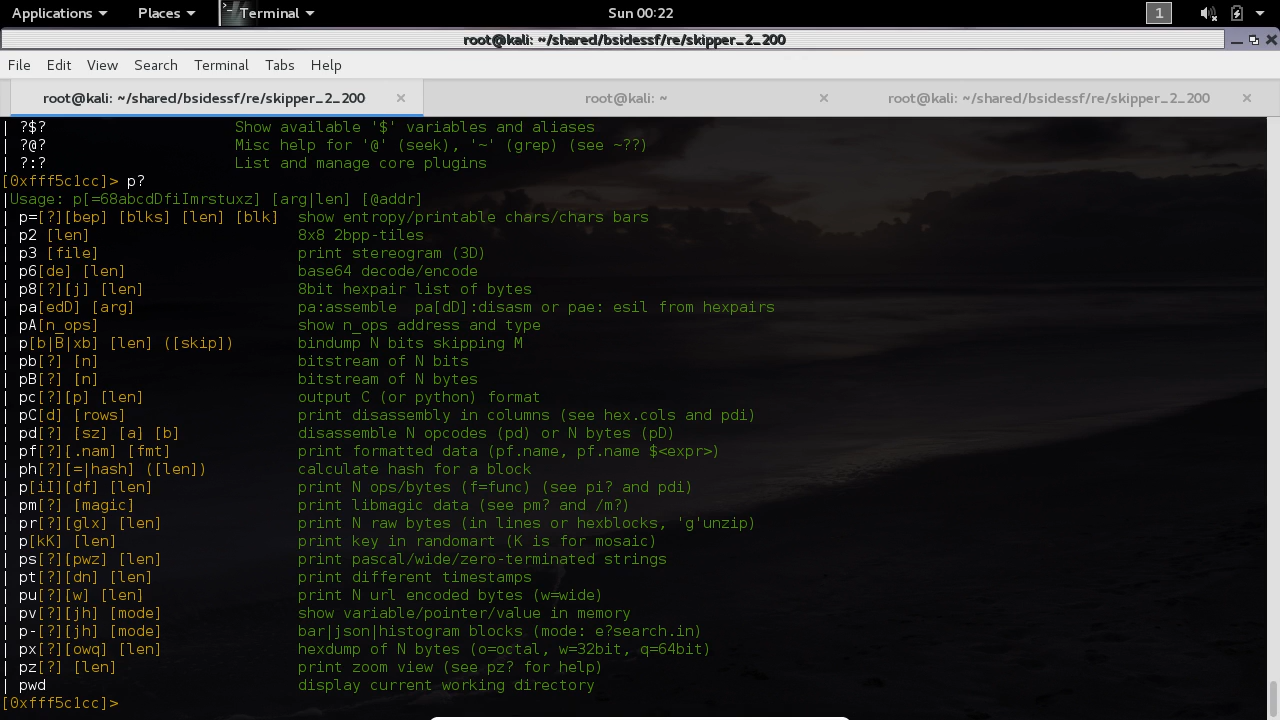 Applications Places Terminal Sun 00:22 1
root@kali: ~/shared/bsidessf/re/skipper_2_200
File Edit View Search Terminal Tabs Help
root@kali: ~/shared/bsidessf/re/skipper_2_200 × root@kali: ~ × root@kali: ~/shared/bsidessf/re/skipper_2_200 ×
| ?$? Show available '$' variables and aliases
| ?@? Misc help for '@' (seek), '~' (grep) (see ~??)
| ?:? List and manage core plugins
[0xfff5c1cc]> p?
|Usage: p[=68abcdDfiImrstuxz] [arg|len] [@addr]
| p=[?][bep] [blks] [len] [blk] show entropy/printable chars/chars bars
| p2 [len] 8x8 2bpp-tiles
| p3 [file] print stereogram (3D)
| p6[de] [len] base64 decode/encode
| p8[?][j] [len] 8bit hexpair list of bytes
| pa[edD] [arg] pa:assemble pa[dD]:disasm or pae: esil from hexpairs
| pA[n_ops] show n_ops address and type
| p[b|B|xb] [len] ([skip]) bindump N bits skipping M
| pb[?] [n] bitstream of N bits
| pB[?] [n] bitstream of N bytes
| pc[?][p] [len] output C (or python) format
| pC[d] [rows] print disassembly in columns (see hex.cols and pdi)
| pd[?] [sz] [a] [b] disassemble N opcodes (pd) or N bytes (pD)
| pf[?][.nam] [fmt] print formatted data (pf.name, pf.name $<expr>)
| ph[?][=|hash] ([len]) calculate hash for a block
| p[iI][df] [len] print N ops/bytes (f=func) (see pi? and pdi)
| pm[?] [magic] print libmagic data (see pm? and /m?)
| pr[?][glx] [len] print N raw bytes (in lines or hexblocks, 'g'unzip)
| p[kK] [len] print key in randomart (K is for mosaic)
| ps[?][pwz] [len] print pascal/wide/zero-terminated strings
| pt[?][dn] [len] print different timestamps
| pu[?][w] [len] print N url encoded bytes (w=wide)
| pv[?][jh] [mode] show variable/pointer/value in memory
| p-[?][jh] [mode] bar|json|histogram blocks (mode: e?search.in)
| px[?][owq] [len] hexdump of N bytes (o=octal, w=32bit, q=64bit)
| pz[?] [len] print zoom view (see pz? for help)
| pwd display current working directory
[0xfff5c1cc]>